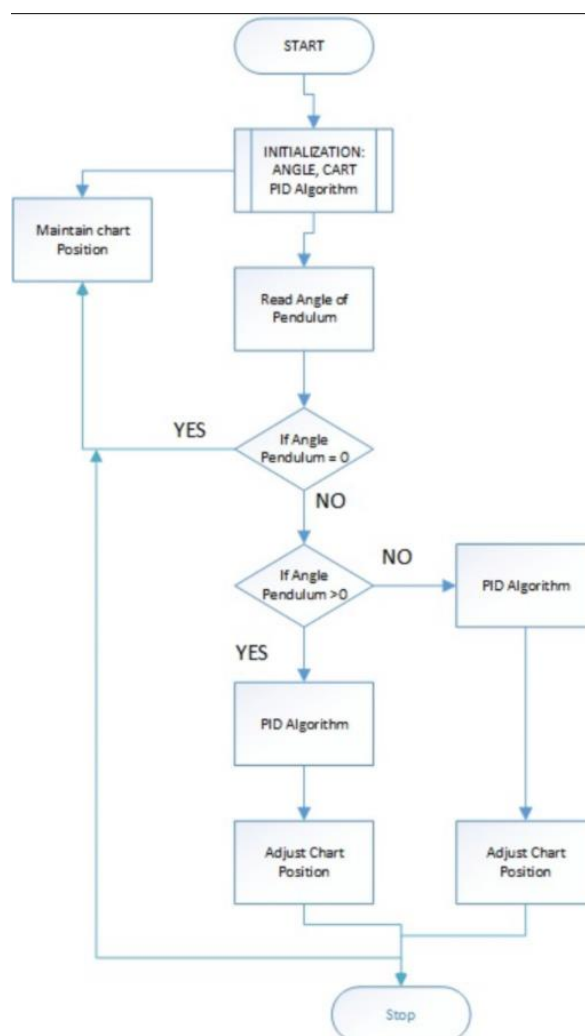 START
INITIALIZATION:
ANGLE, CART
PID Algorithm
Maintain chart
Position
Read Angle of
Pendulum
YES
If Angle
Pendulum = 0
NO
If Angle
Pendulum >0
NO
PID Algorithm
YES
PID Algorithm
Adjust Chart
Position
Adjust Chart
Position
Stop